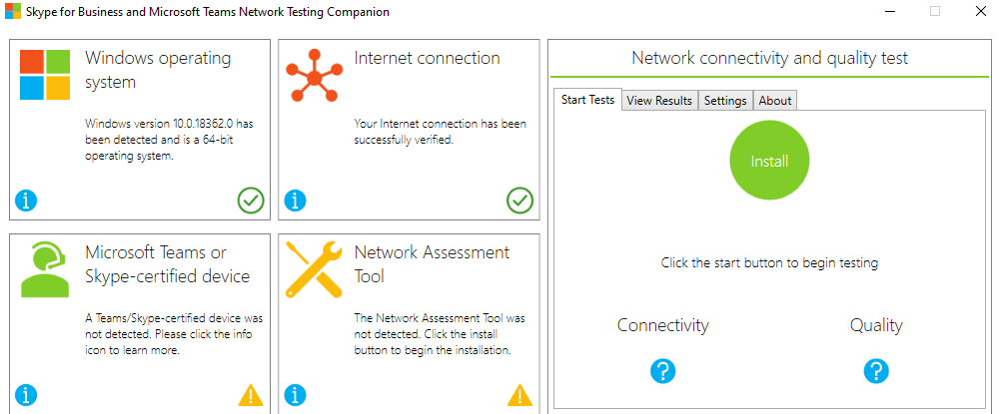 Skype for Business and Microsoft Teams Network Testing Companion
Windows operating
system
Windows version 10.0.18362.0 has
been detected and is a 64-bit
operating system.
Internet connection
Your Internet connection has been
successfully verified.
Microsoft Teams or
Skype-certified device
A Teams/Skype-certified device was
not detected. Please click the info
icon to learn more.
Network Assessment
Tool
The Network Assessment Tool was
not detected. Click the install
button to begin the installation.
Network connectivity and quality test
Start Tests View Results Settings About
Install
Click the start button to begin testing
Connectivity Quality